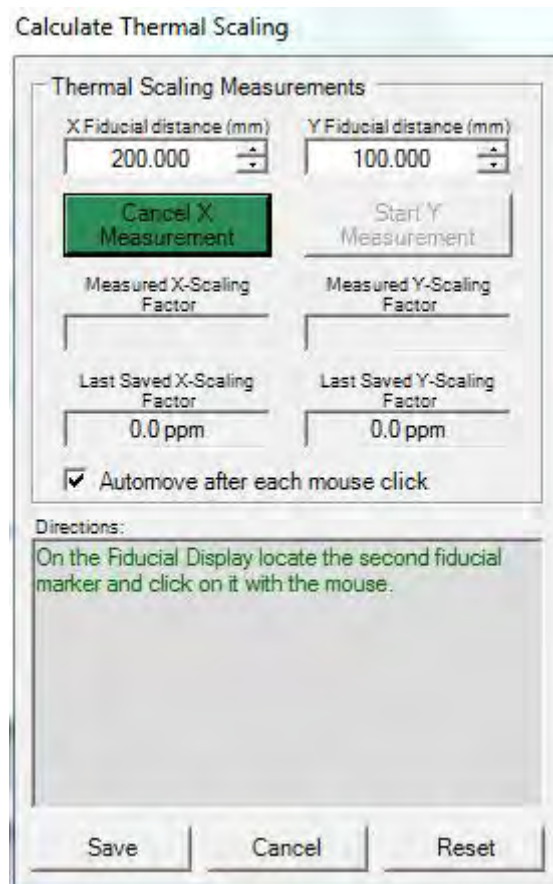 Calculate Thermal Scaling
Thermal Scaling Measurements
X Fiducial distance (mm) Y Fiducial distance (mm)
200.000 100.000
Cancel X Start Y
Measurement Measurement
Measured X-Scaling Measured Y-Scaling
Factor Factor
Last Saved X-Scaling Last Saved Y-Scaling
Factor Factor
0.0 ppm 0.0 ppm
Automove after each mouse click
Directions:
On the Fiducial Display locate the second fiducial
marker and click on it with the mouse.
Save Cancel Reset